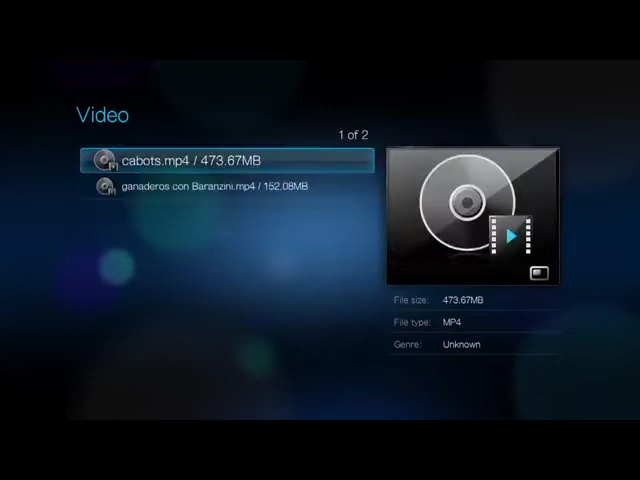 Video
1 of 2
cabots.mp4 / 473.67MB
ganaderos con Baranzini.mp4 / 152.08MB
File size: 473.67MB
File type: MP4
Genre: Unknown